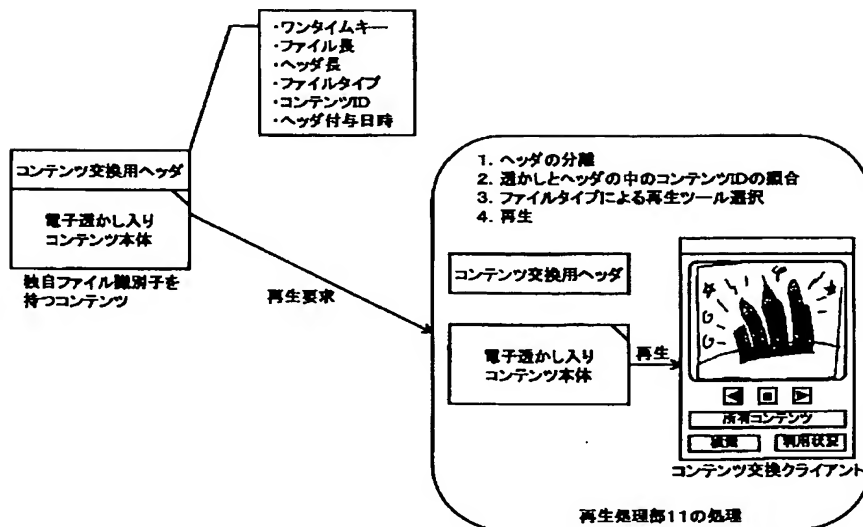 ・ワンタイムキー
・ファイル長
・ヘッダ長
・ファイルタイプ
・コンテンツID
・ヘッダ付与日時
コンテンツ交換用ヘッダ
電子透かし入り
コンテンツ本体
独自ファイル識別子を
持つコンテンツ
再生要求
1. ヘッダの分離
2. 透かしとヘッダの中のコンテンツIDの照合
3. ファイルタイプによる再生ツール選択
4. 再生
コンテンツ交換用ヘッダ
電子透かし入り
コンテンツ本体
再生
所有コンテンツ
検索
利用状況
コンテンツ交換クライアント
再生処理部11の処理